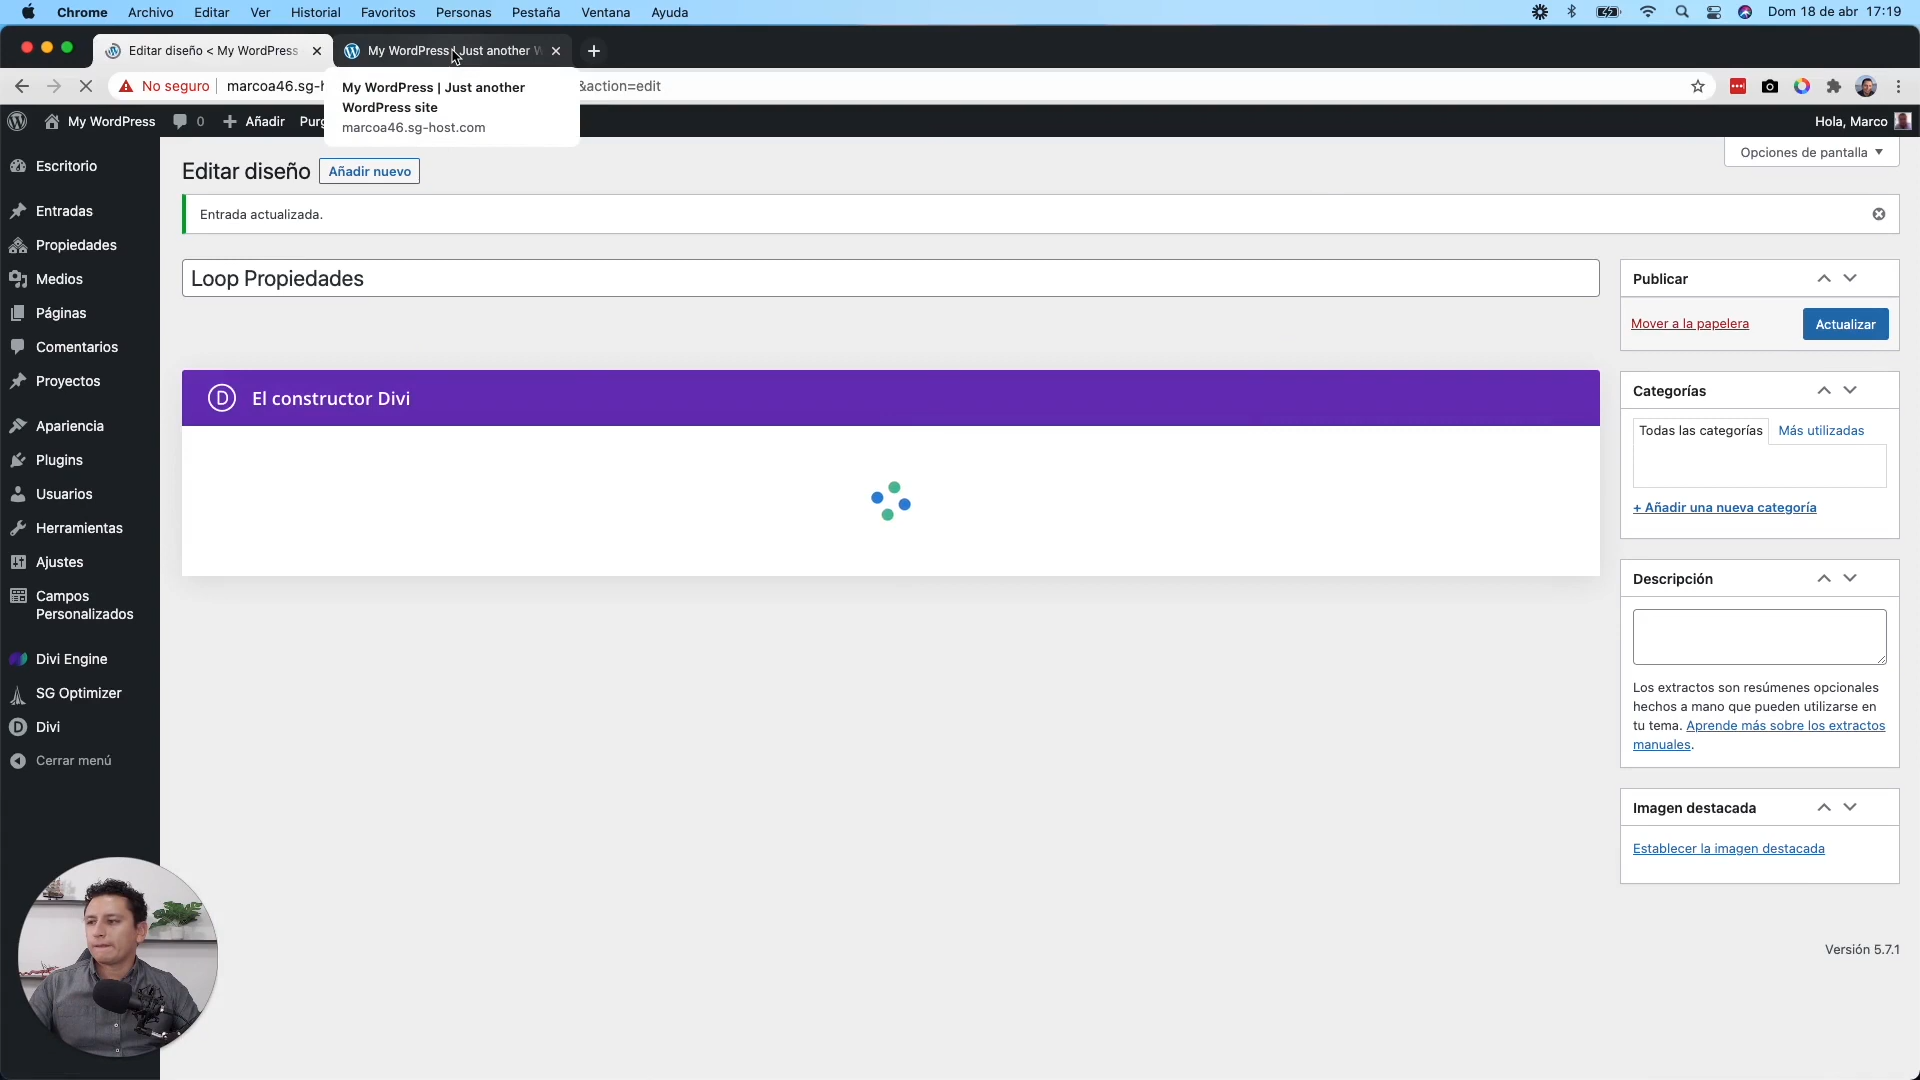 Chrome Archivo Editar Ver Historial Favoritos Personas Pestaña Ventana Ayuda Dom 18 de abr 17:19
Editar diseño < My WordPress My WordPress | Just another W
No seguro marcoa46.sg-h &action=edit
My WordPress | Just another
WordPress site
marcoa46.sg-host.com
My WordPress 0 Añadir Purg Hola, Marco
Opciones de pantalla
Escritorio
Entradas
Propiedades
Medios
Páginas
Comentarios
Proyectos
Apariencia
Plugins
Usuarios
Herramientas
Ajustes
Campos
Personalizados
Divi Engine
SG Optimizer
Divi
Cerrar menú
Editar diseño Añadir nuevo
Entrada actualizada.
Loop Propiedades
D El constructor Divi
Publicar
Mover a la papelera Actualizar
Categorías
Todas las categorías Más utilizadas
+ Añadir una nueva categoría
Descripción
Los extractos son resúmenes opcionales
hechos a mano que pueden utilizarse en
tu tema. Aprende más sobre los extractos
manuales.
Imagen destacada
Establecer la imagen destacada
Versión 5.7.1